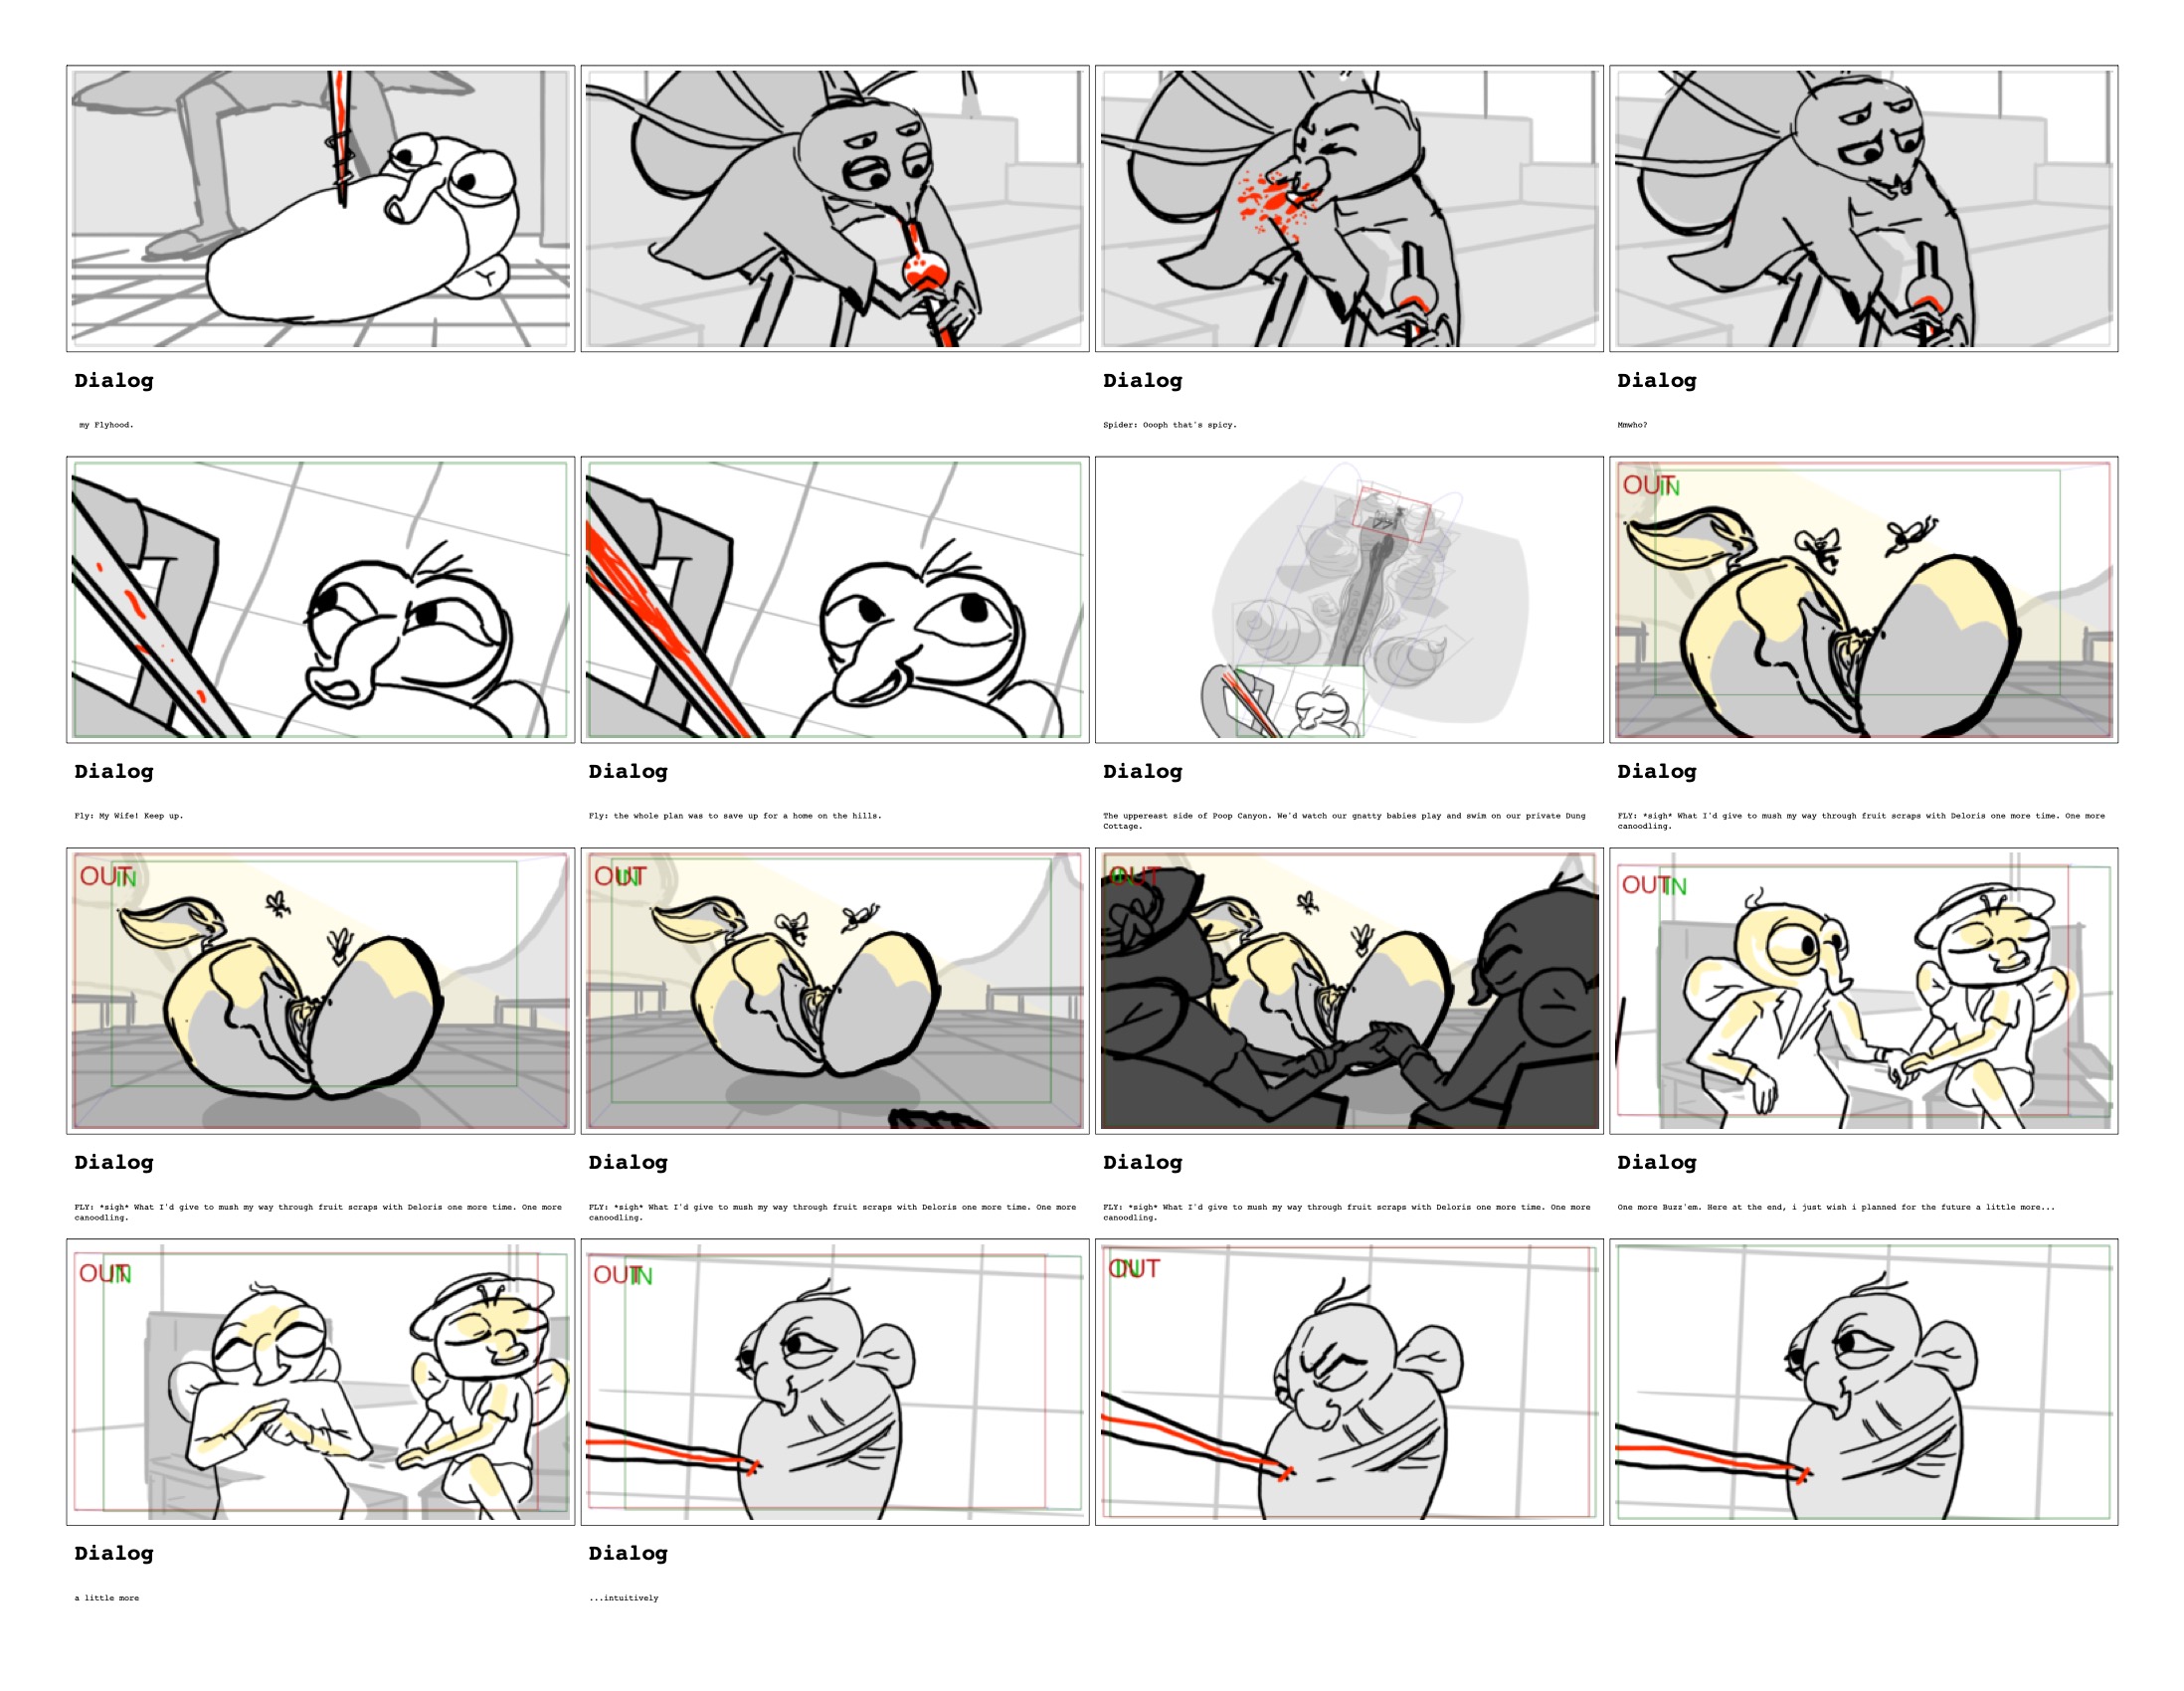 Dialog
Dialog
Dialog
my Flyhood.
Spider: Oooph that's spicy.
Mmwho?
OUT
IN
Dialog
Dialog
Dialog
Dialog
Fly: My Wife! Keep up.
Fly: the whole plan was to save up for a home on the hills.
The uppereast side of Poop Canyon. We'd watch our gnatty babies play and swim on our private Dung
Cottage.
FLY: *sigh* What I'd give to mush my way through fruit scraps with Deloris one more time. One more
canoodling.
OUT
IN
OUT
IN
OUT
IN
OUT
IN
Dialog
Dialog
Dialog
Dialog
FLY: *sigh* What I'd give to mush my way through fruit scraps with Deloris one more time. One more
canoodling.
FLY: *sigh* What I'd give to mush my way through fruit scraps with Deloris one more time. One more
canoodling.
FLY: *sigh* What I'd give to mush my way through fruit scraps with Deloris one more time. One more
canoodling.
One more Buzz'em. Here at the end, i just wish i planned for the future a little more...
OUT
IN
OUT
IN
OUT
IN
Dialog
Dialog
a little more
...intuitively